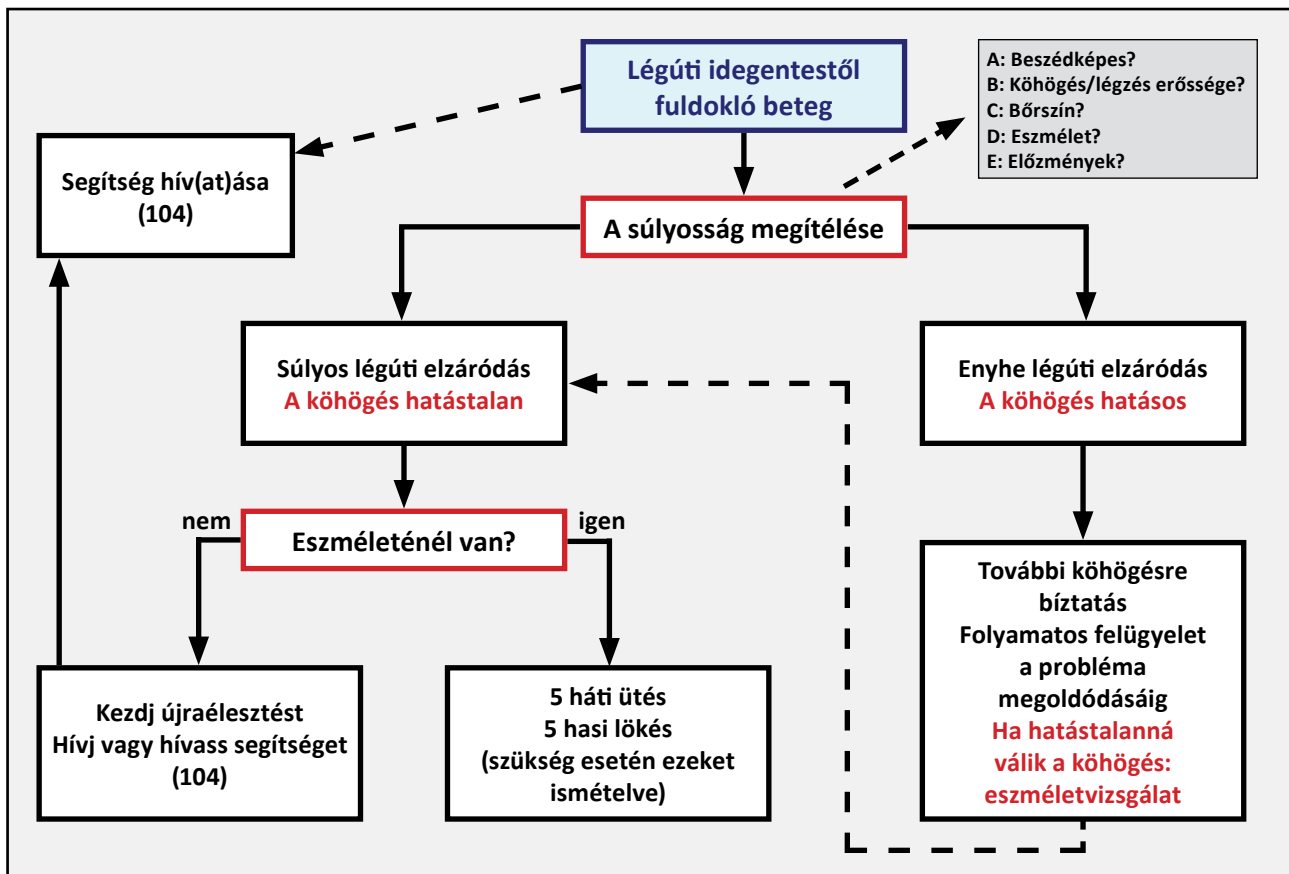 Légúti idegentestől
fuldokló beteg
A: Beszédképes?
B: Köhögés/légzés erőssége?
C: Bőrszín?
D: Eszmélet?
E: Előzmények?
Segítség hív(at)ása
(104)
A súlyosság megítélése
Súlyos légúti elzáródás
A köhögés hatástalan
Enyhe légúti elzáródás
A köhögés hatásos
nem
Eszméleténél van?
igen
Kezdj újraélesztést
Hívj vagy hívass segítséget
(104)
5 háti ütés
5 hasi lökés
(szükség esetén ezeket
ismételve)
További köhögésre
bíztatás
Folyamatos felügyelet
a probléma
megoldódásáig
Ha hatástalanná
válik a köhögés:
eszméletvizsgálat